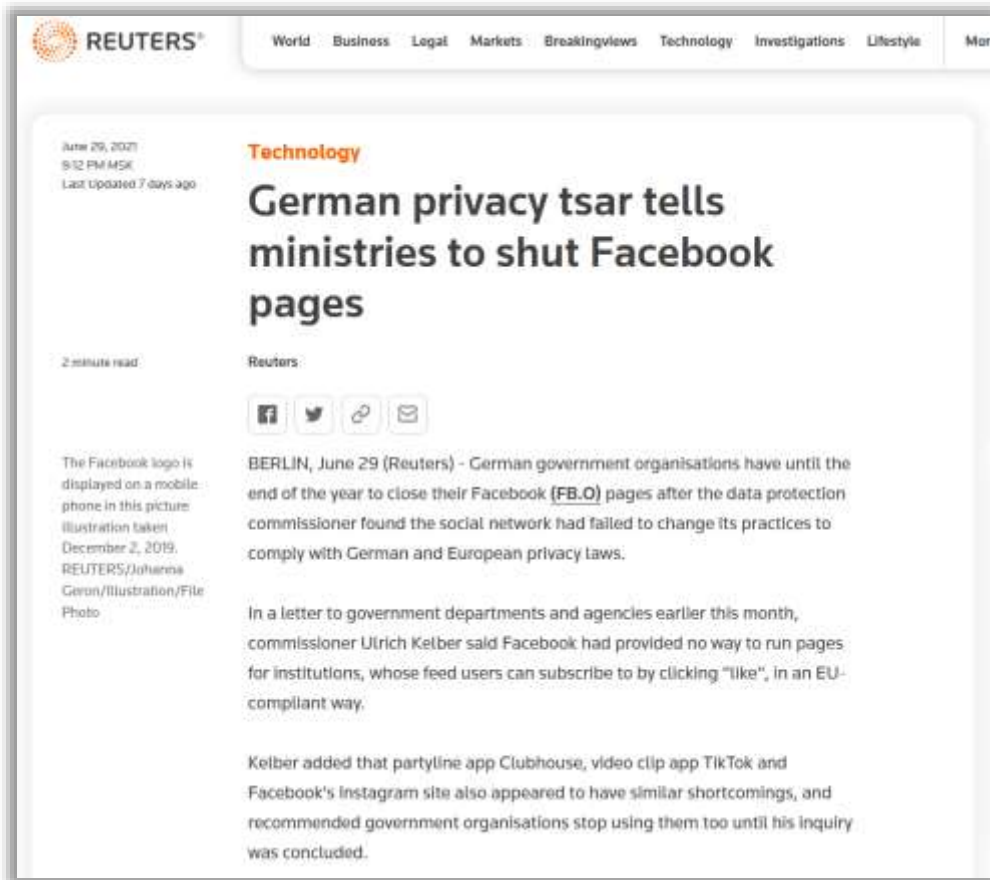 REUTERS®
World Business Legal Markets Breakingviews Technology Investigations Lifestyle Mor
June 29, 2021
9:12 PM MSK
Last Updated 7 days ago
Technology
German privacy tsar tells
ministries to shut Facebook
pages
2 minute read
Reuters
The Facebook logo is
displayed on a mobile
phone in this picture
illustration taken
December 2, 2019.
REUTERS/Johanna
Geron/Illustration/File
Photo
BERLIN, June 29 (Reuters) - German government organisations have until the
end of the year to close their Facebook (FB.O) pages after the data protection
commissioner found the social network had failed to change its practices to
comply with German and European privacy laws.
In a letter to government departments and agencies earlier this month,
commissioner Ulrich Kelber said Facebook had provided no way to run pages
for institutions, whose feed users can subscribe to by clicking "like", in an EU-
compliant way.
Kelber added that partyline app Clubhouse, video clip app TikTok and
Facebook's Instagram site also appeared to have similar shortcomings, and
recommended government organisations stop using them too until his inquiry
was concluded.